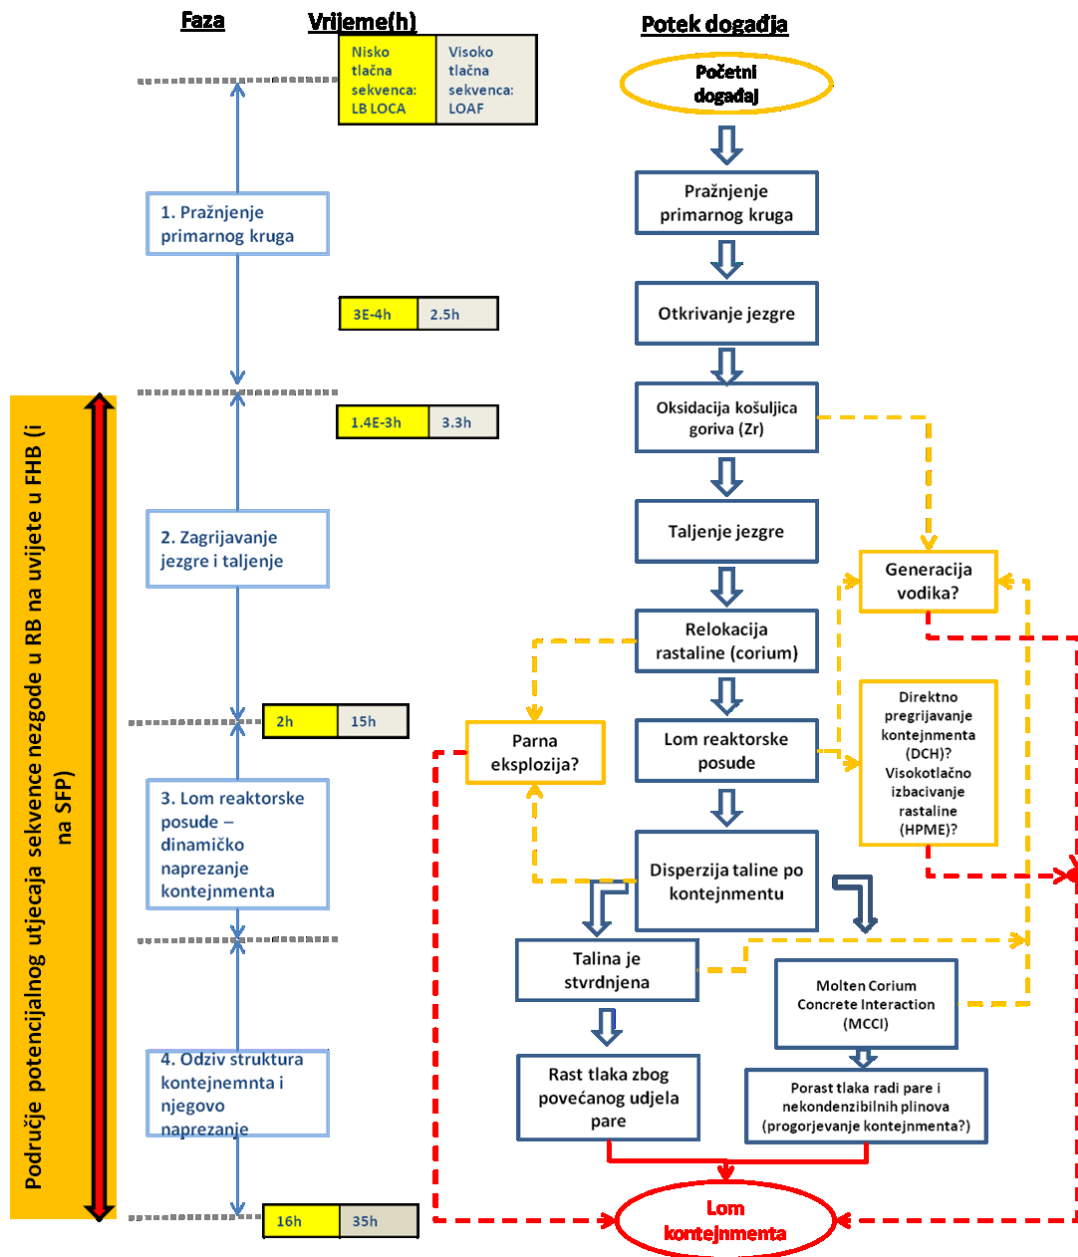 Faza
Vrijeme(h)
Potek događja
Nisko
tlačna
sekvenca:
LB LOCA
Visoko
tlačna
sekvenca:
LOAF
Početni
događaj
1. Pražnjenje
primarnog kruga
Pražnjenje
primarnog kruga
3E-4h
2.5h
Otkrivanje jezgre
1.4E-3h
3.3h
Oksidacija košuljica
goriva (Zr)
2. Zagrijavanje
jezgre i taljenje
Taljenje jezgre
Generacija
vodika?
Relokacija
rastaline (corium)
2h
15h
Parna
eksplozija?
Lom reaktorske
posude
Direktno
pregrijavanje
kontejnmenta
(DCH)?
Visokotlačno
izbacivanje
rastaline
(HPME)?
3. Lom reaktorske
posude –
dinamičko
naprezanje
kontejnmenta
Disperzija taline po
kontejnmentu
Talina je
stvrdnjena
Molten Corium
Concrete Interaction
(MCCI)
4. Odziv struktura
kontejnemnta i
njegovo
naprezanje
Rast tlaka zbog
povećanog udjela
pare
Porast tlaka radi pare i
nekondenzibilnih plinova
(progorjevanje kontejnmenta?)
16h
35h
Lom
kontejnmenta
Područje potencijalnog utjecaja sekvence nezgode u RB na uvijete u FHB (i
na SFP)